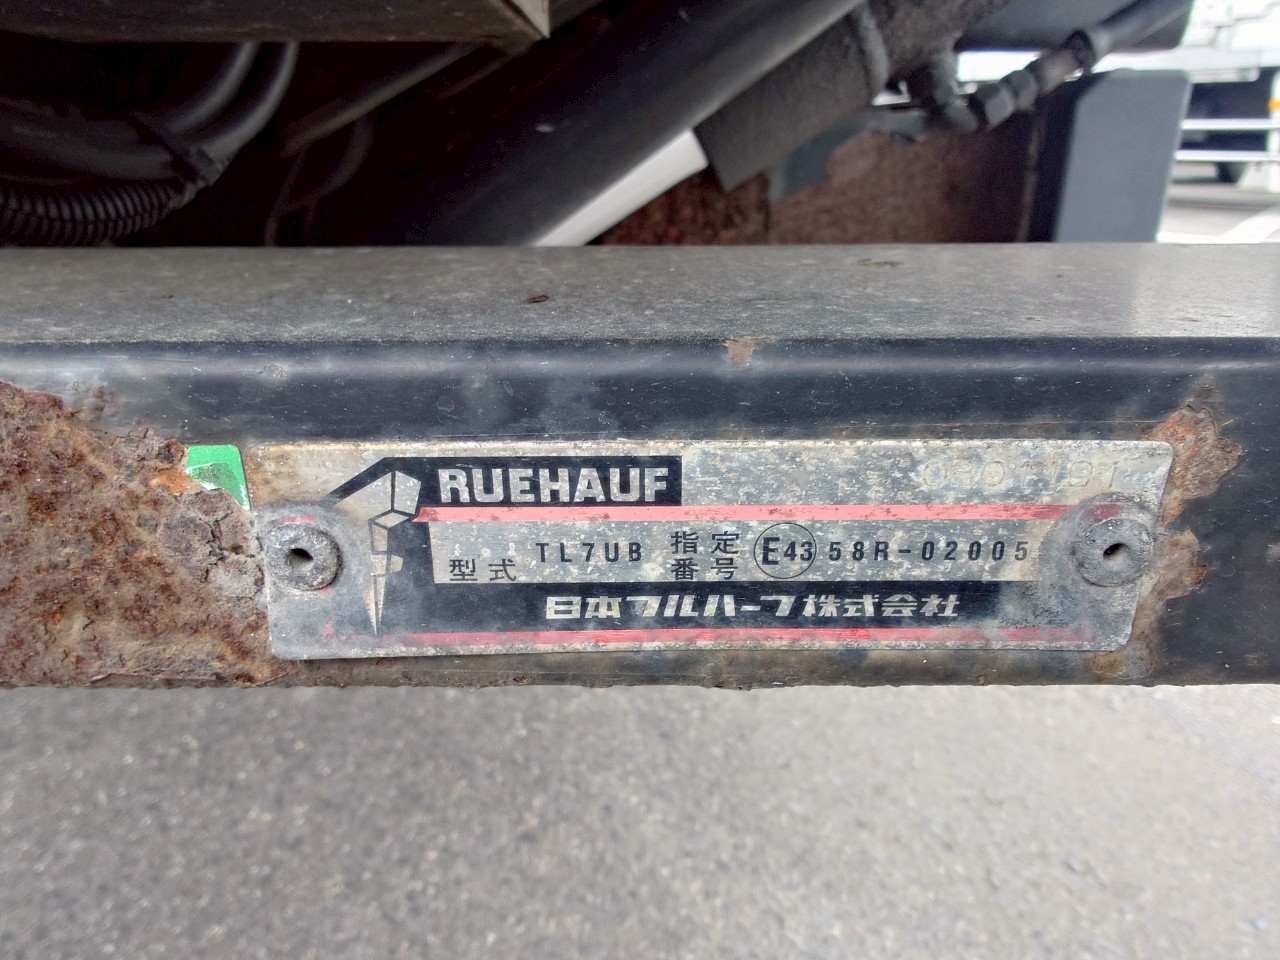 FRUEHAUF
型式 TL7UB 指定番号 E43 58R-02005
日本フルハーフ株式会社